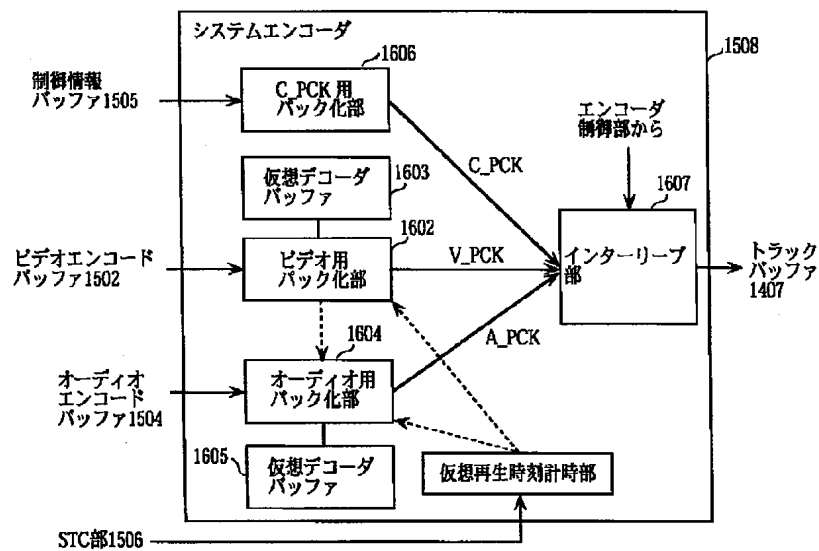 システムエンコーダ
1508
1606
制御情報
バッファ1505
C_PCK 用
パック化部
エンコーダ
制御部から
C_PCK
仮想デコーダ
バッファ
1603
1607
1602
ビデオエンコード
バッファ1502
ビデオ用
パック化部
V_PCK
インターリーブ
部
トラック
バッファ
1407
A_PCK
1604
オーディオ
エンコード
バッファ1504
オーディオ用
パック化部
1605
仮想デコーダ
バッファ
仮想再生時刻計時部
STC部1506